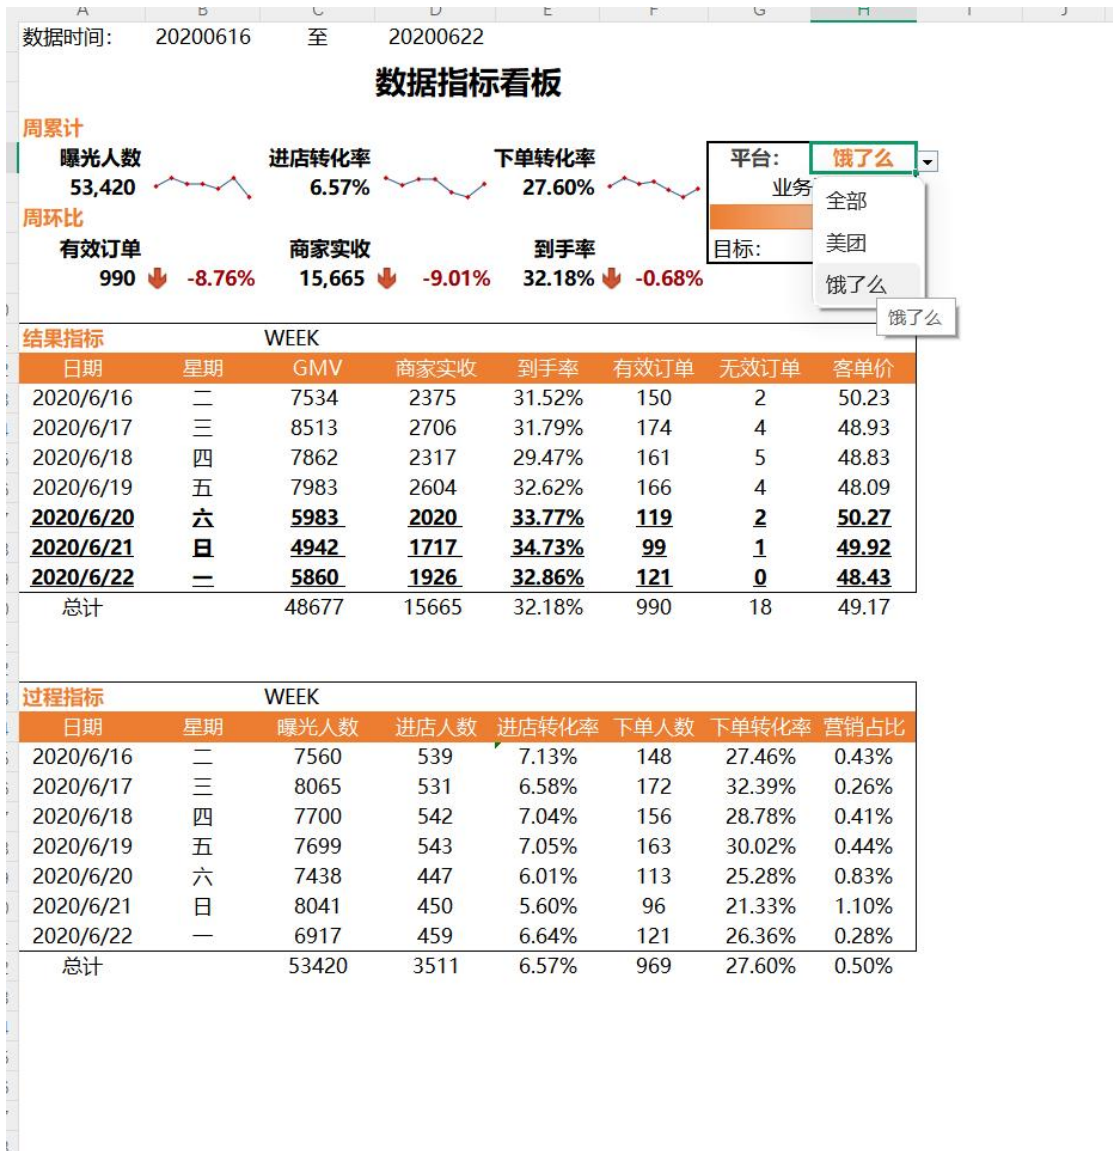 A B C D E F G H I J
数据时间： 20200616 至 20200622
数据指标看板
周累计
曝光人数 进店转化率 下单转化率 平台： 饿了么
53,420 6.57% 27.60% 业务
全部
周环比
有效订单 商家实收 到手率 目标： 美团
990 -8.76% 15,665 -9.01% 32.18% -0.68% 饿了么
饿了么
结果指标 WEEK
日期 星期 GMV 商家实收 到手率 有效订单 无效订单 客单价
2020/6/16 二 7534 2375 31.52% 150 2 50.23
2020/6/17 三 8513 2706 31.79% 174 4 48.93
2020/6/18 四 7862 2317 29.47% 161 5 48.83
2020/6/19 五 7983 2604 32.62% 166 4 48.09
2020/6/20 六 5983 2020 33.77% 119 2 50.27
2020/6/21 日 4942 1717 34.73% 99 1 49.92
2020/6/22 一 5860 1926 32.86% 121 0 48.43
总计 48677 15665 32.18% 990 18 49.17
过程指标 WEEK
日期 星期 曝光人数 进店人数 进店转化率 下单人数 下单转化率 营销占比
2020/6/16 二 7560 539 7.13% 148 27.46% 0.43%
2020/6/17 三 8065 531 6.58% 172 32.39% 0.26%
2020/6/18 四 7700 542 7.04% 156 28.78% 0.41%
2020/6/19 五 7699 543 7.05% 163 30.02% 0.44%
2020/6/20 六 7438 447 6.01% 113 25.28% 0.83%
2020/6/21 日 8041 450 5.60% 96 21.33% 1.10%
2020/6/22 一 6917 459 6.64% 121 26.36% 0.28%
总计 53420 3511 6.57% 969 27.60% 0.50%